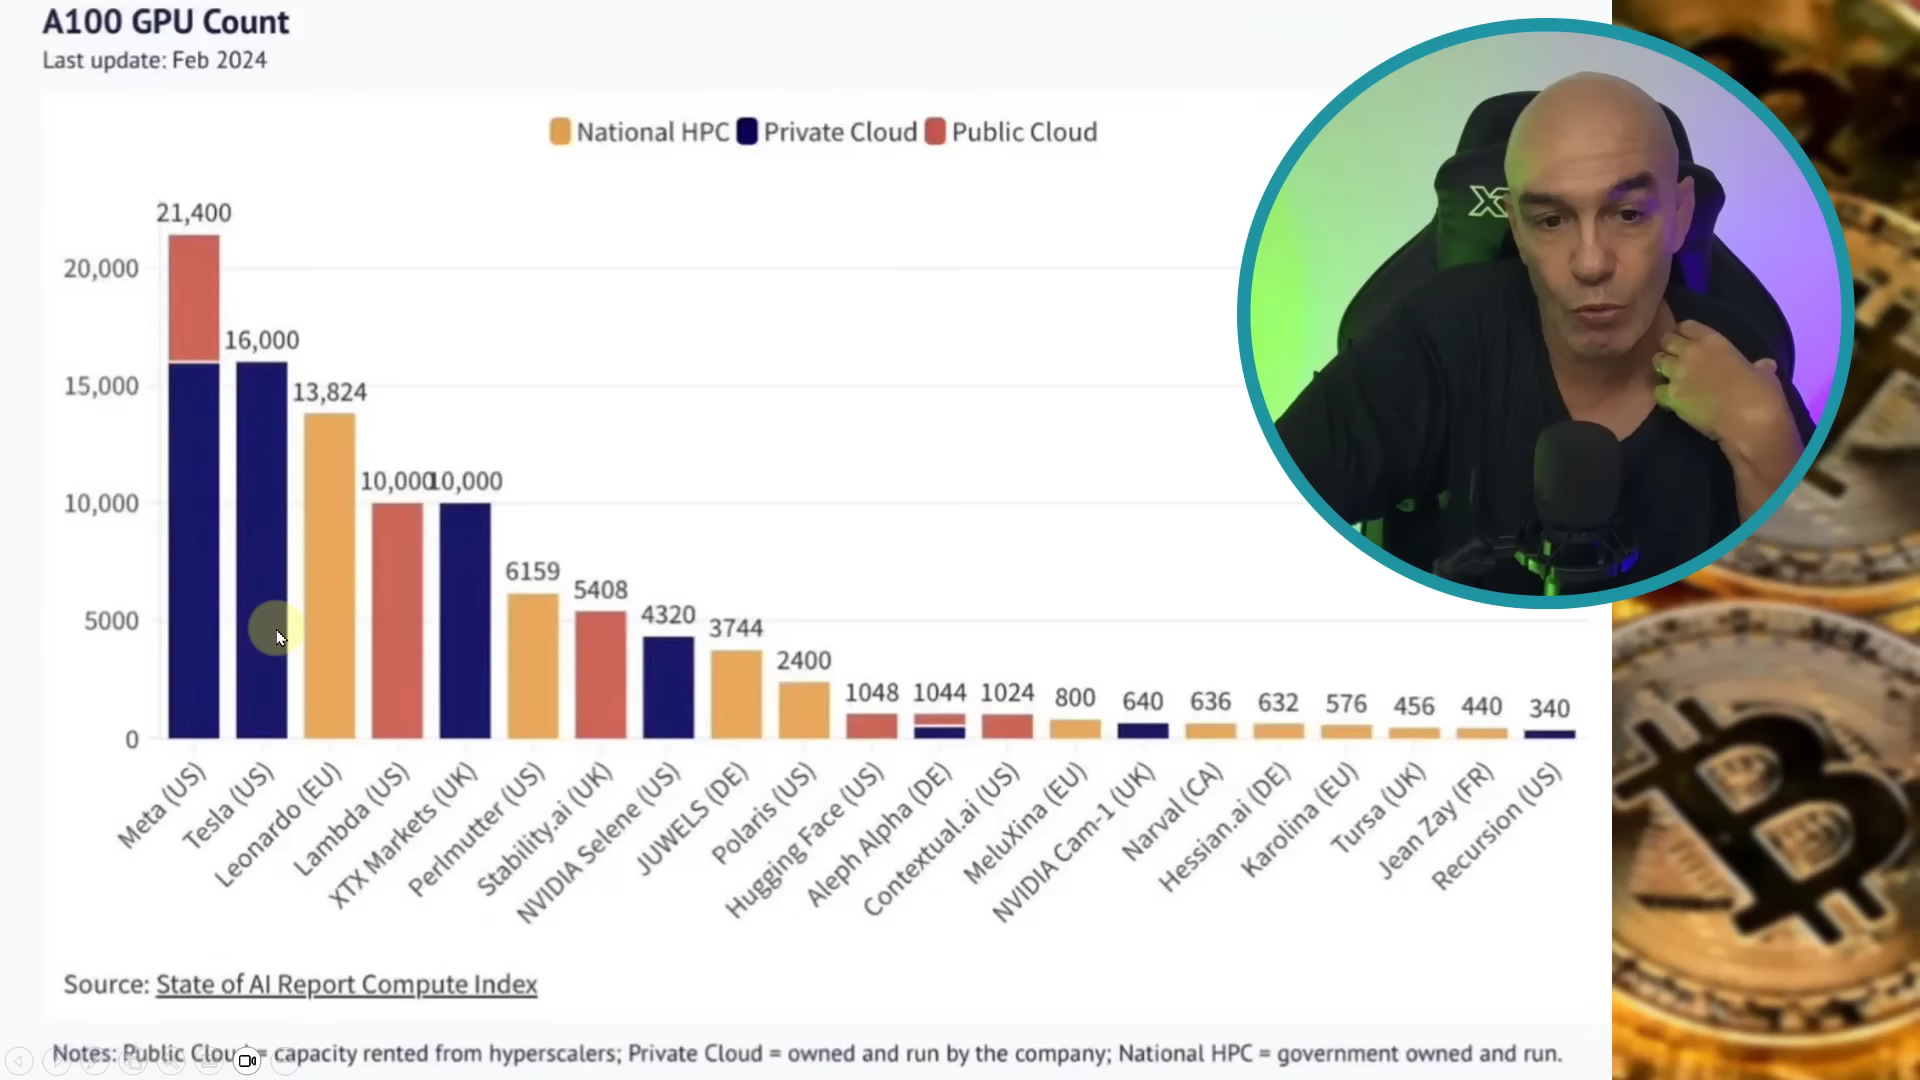 A100 GPU Count
Last update: Feb 2024
National HPC Private Cloud Public Cloud
21,400
16,000
13,824
10,000
10,000
6159
5408
4320
3744
2400
1048
1044
1024
800
640
636
632
576
456
440
340
20,000
15,000
10,000
5000
0
Meta (US)
Tesla (US)
Leonardo (EU)
Lambda (US)
XTX Markets (UK)
Perlmutter (US)
Stability.ai (UK)
NVIDIA Selene (US)
JUWELS (DE)
Polaris (US)
Hugging Face (US)
Aleph Alpha (DE)
Contextual.ai (US)
MeluXina (EU)
NVIDIA Cam-1 (UK)
Narval (CA)
Hessian.ai (DE)
Karolina (EU)
Tursa (UK)
Jean Zay (FR)
Recursion (US)
Source: State of AI Report Compute Index
Notes: Public Cloud = capacity rented from hyperscalers; Private Cloud = owned and run by the company; National HPC = government owned and run.